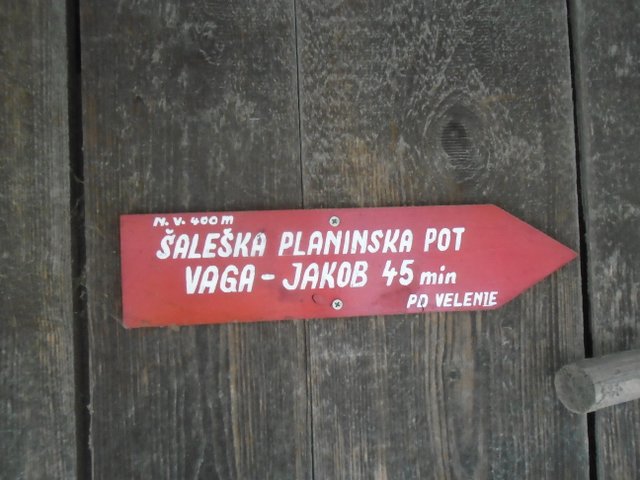 N.V. 400 m
ŠALEŠKA PLANINSKA POT
VAGA - JAKOB 45 min
PD VELENJE